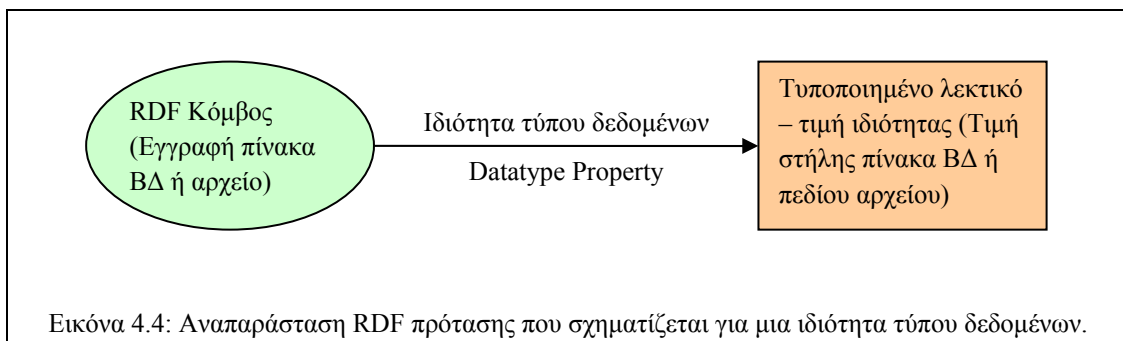 RDF Κόμβος
(Εγγραφή πίνακα
ΒΔ ή αρχείο)
Ιδιότητα τύπου δεδομένων
Datatype Property
Τυποποιημένο λεκτικό
– τιμή ιδιότητας (Τιμή
στήλης πίνακα ΒΔ ή
πεδίου αρχείου)
Εικόνα 4.4: Αναπαράσταση RDF πρότασης που σχηματίζεται για μια ιδιότητα τύπου δεδομένων.